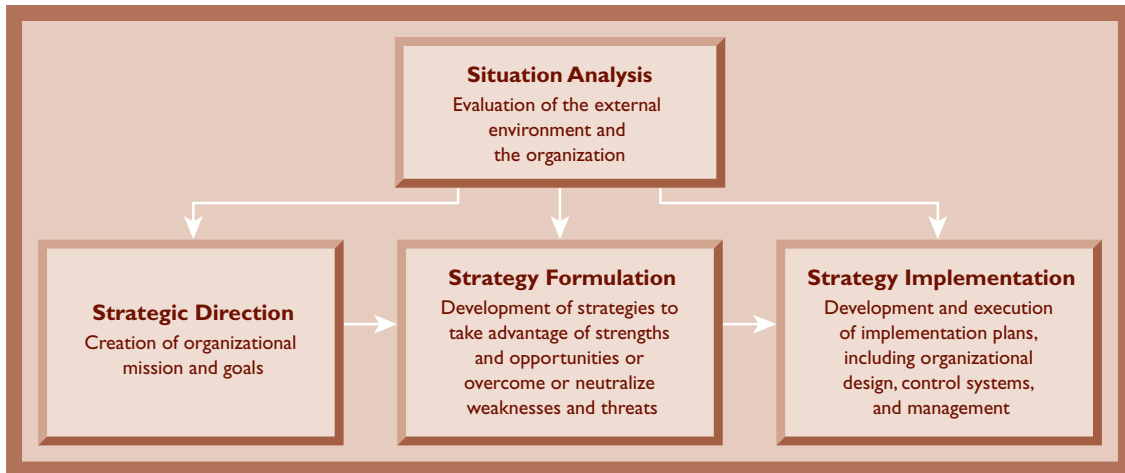 Situation Analysis
Evaluation of the external
environment and
the organization
Strategic Direction
Creation of organizational
mission and goals
Strategy Formulation
Development of strategies to
take advantage of strengths
and opportunities or
overcome or neutralize
weaknesses and threats
Strategy Implementation
Development and execution
of implementation plans,
including organizational
design, control systems,
and management